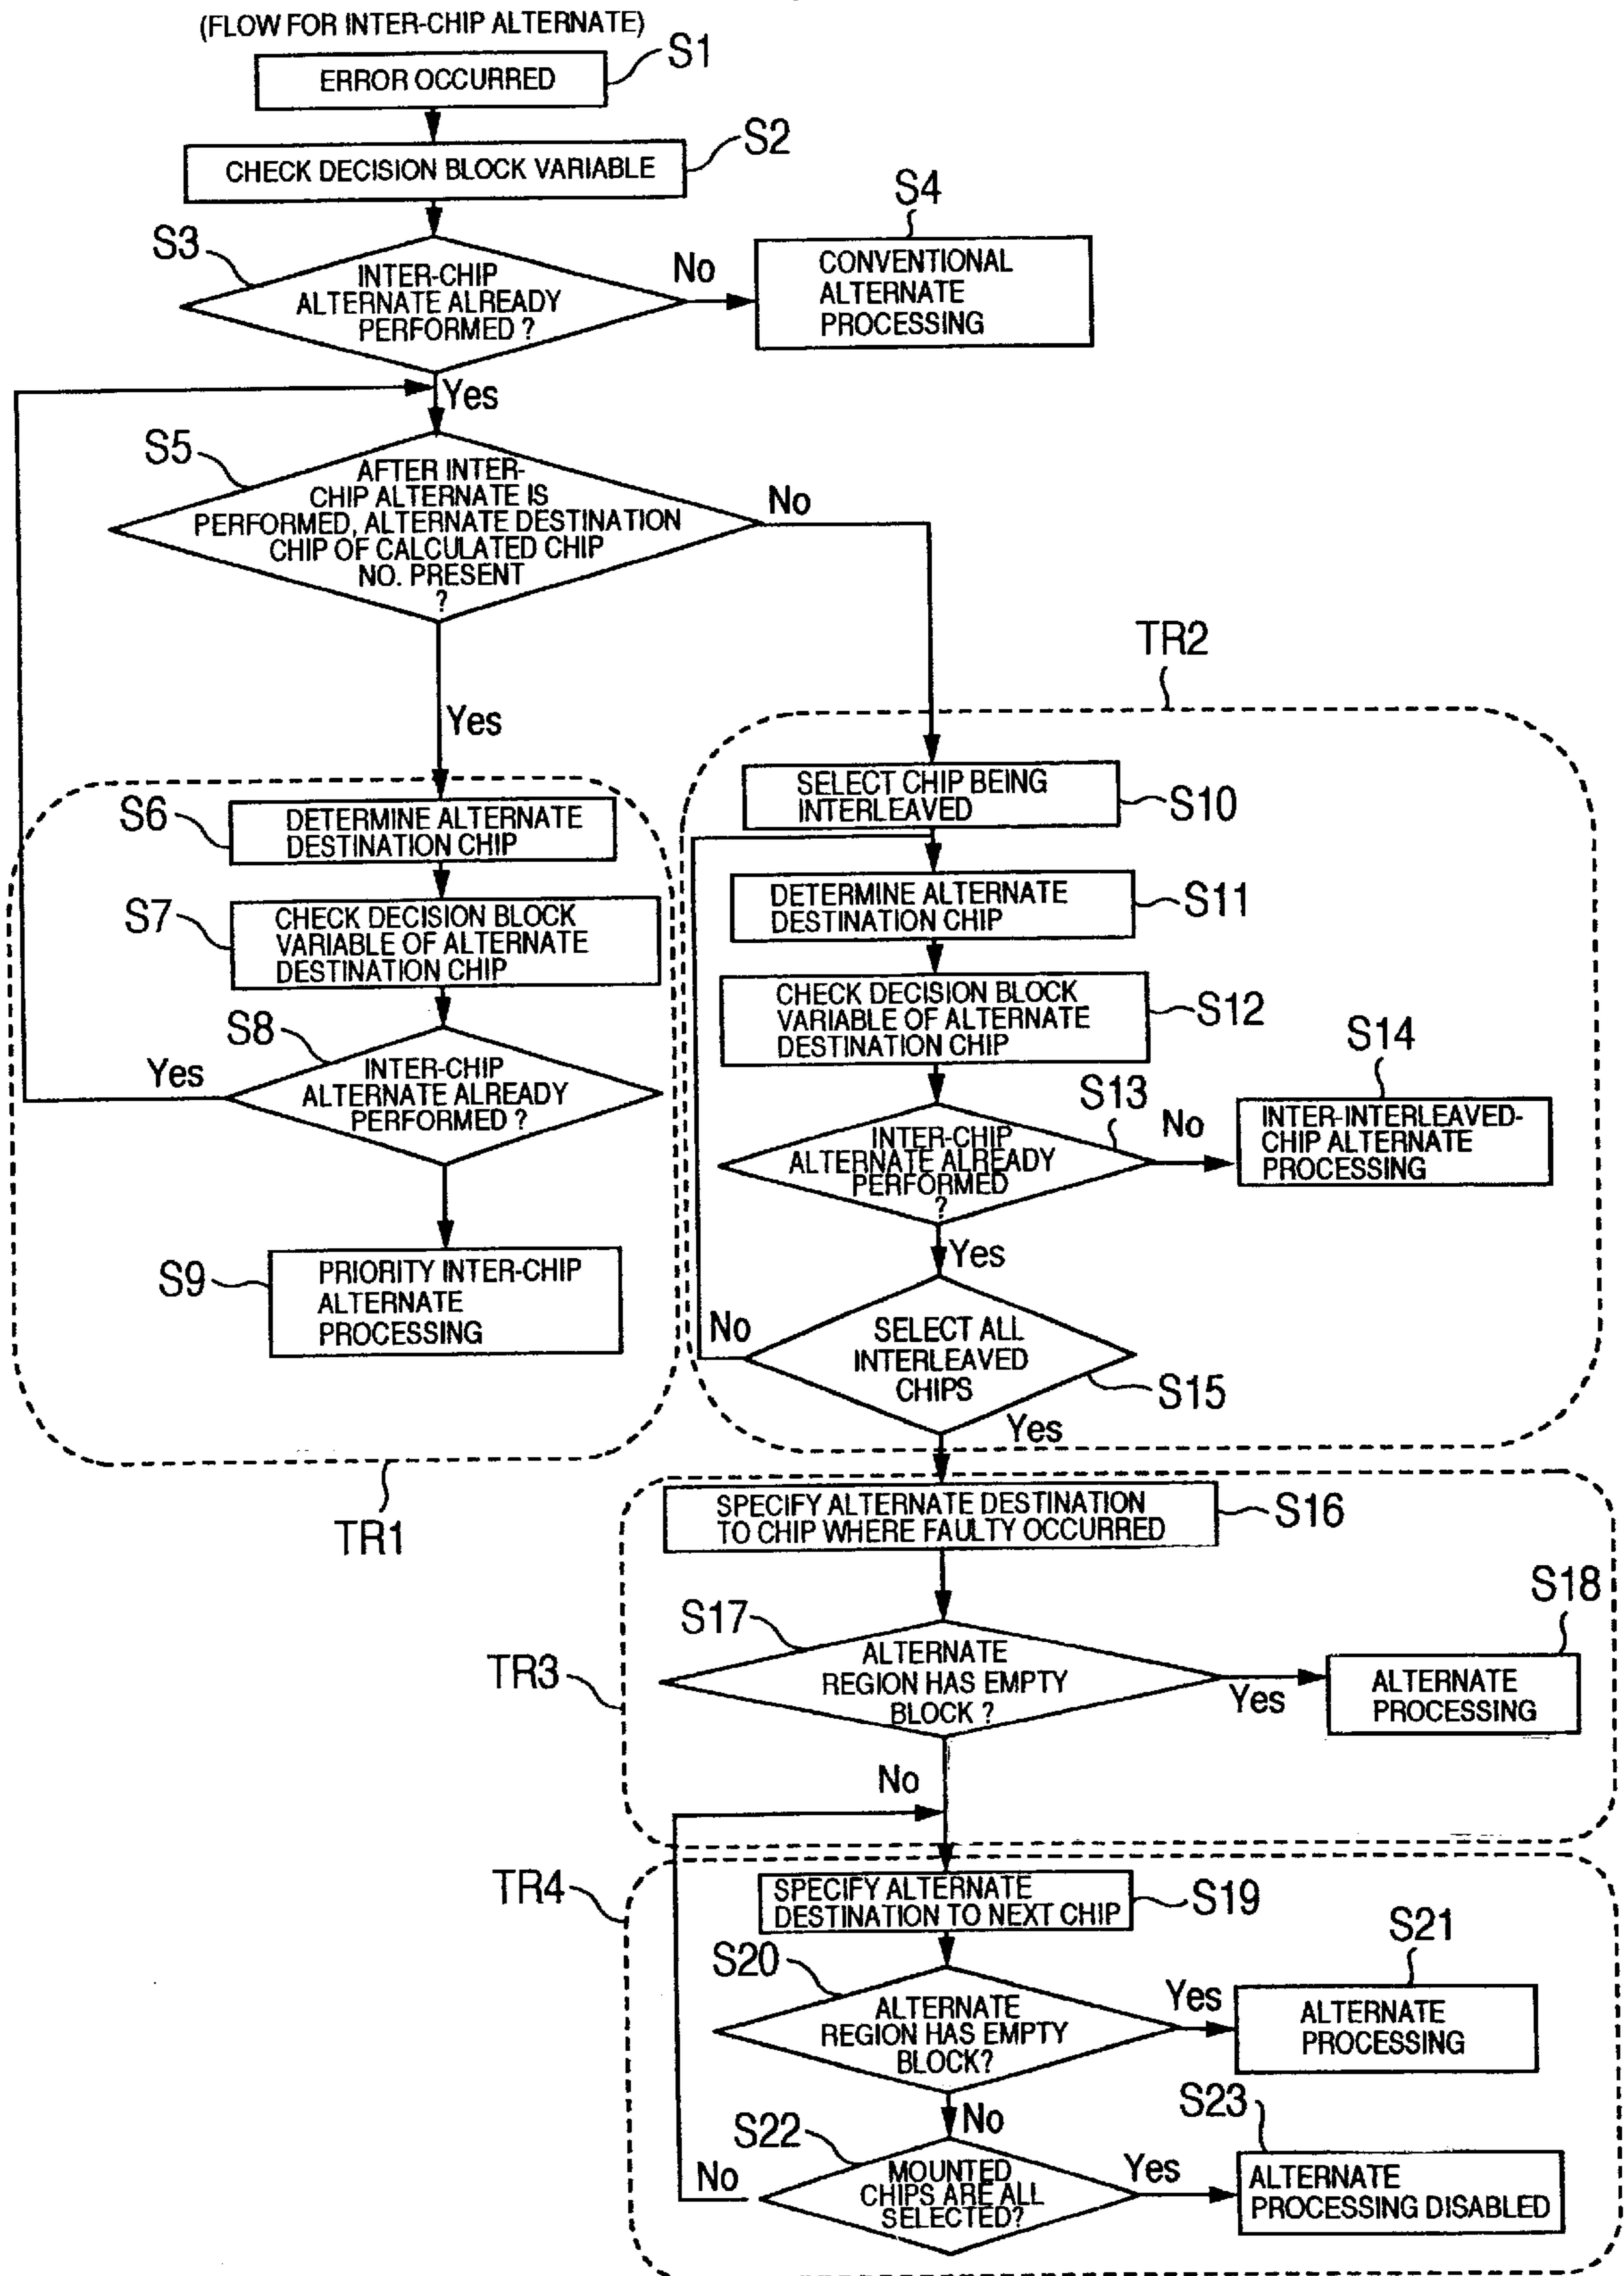 (FLOW FOR INTER-CHIP ALTERNATE)
S1
ERROR OCCURRED
S2
CHECK DECISION BLOCK VARIABLE
S3
INTER-CHIP
ALTERNATE ALREADY
PERFORMED ?
No
S4
CONVENTIONAL
ALTERNATE
PROCESSING
Yes
S5
AFTER INTER-
CHIP ALTERNATE IS
PERFORMED, ALTERNATE DESTINATION
CHIP OF CALCULATED CHIP
NO. PRESENT
?
No
Yes
TR2
S6
DETERMINE ALTERNATE
DESTINATION CHIP
S7
CHECK DECISION BLOCK
VARIABLE OF ALTERNATE
DESTINATION CHIP
S8
INTER-CHIP
ALTERNATE ALREADY
PERFORMED ?
Yes
S9
PRIORITY INTER-CHIP
ALTERNATE
PROCESSING
TR1
SELECT CHIP BEING
INTERLEAVED
S10
DETERMINE ALTERNATE
DESTINATION CHIP
S11
CHECK DECISION BLOCK
VARIABLE OF ALTERNATE
DESTINATION CHIP
S12
S13
INTER-CHIP
ALTERNATE ALREADY
PERFORMED
?
No
S14
INTER-INTERLEAVED-
CHIP ALTERNATE
PROCESSING
Yes
SELECT ALL
INTERLEAVED
CHIPS
No
S15
Yes
SPECIFY ALTERNATE DESTINATION
TO CHIP WHERE FAULTY OCCURRED
S16
TR3
S17
ALTERNATE
REGION HAS EMPTY
BLOCK ?
Yes
S18
ALTERNATE
PROCESSING
No
TR4
SPECIFY ALTERNATE
DESTINATION TO NEXT CHIP
S19
S20
ALTERNATE
REGION HAS EMPTY
BLOCK?
Yes
S21
ALTERNATE
PROCESSING
No
S22
MOUNTED
CHIPS ARE ALL
SELECTED?
No
Yes
S23
ALTERNATE
PROCESSING DISABLED